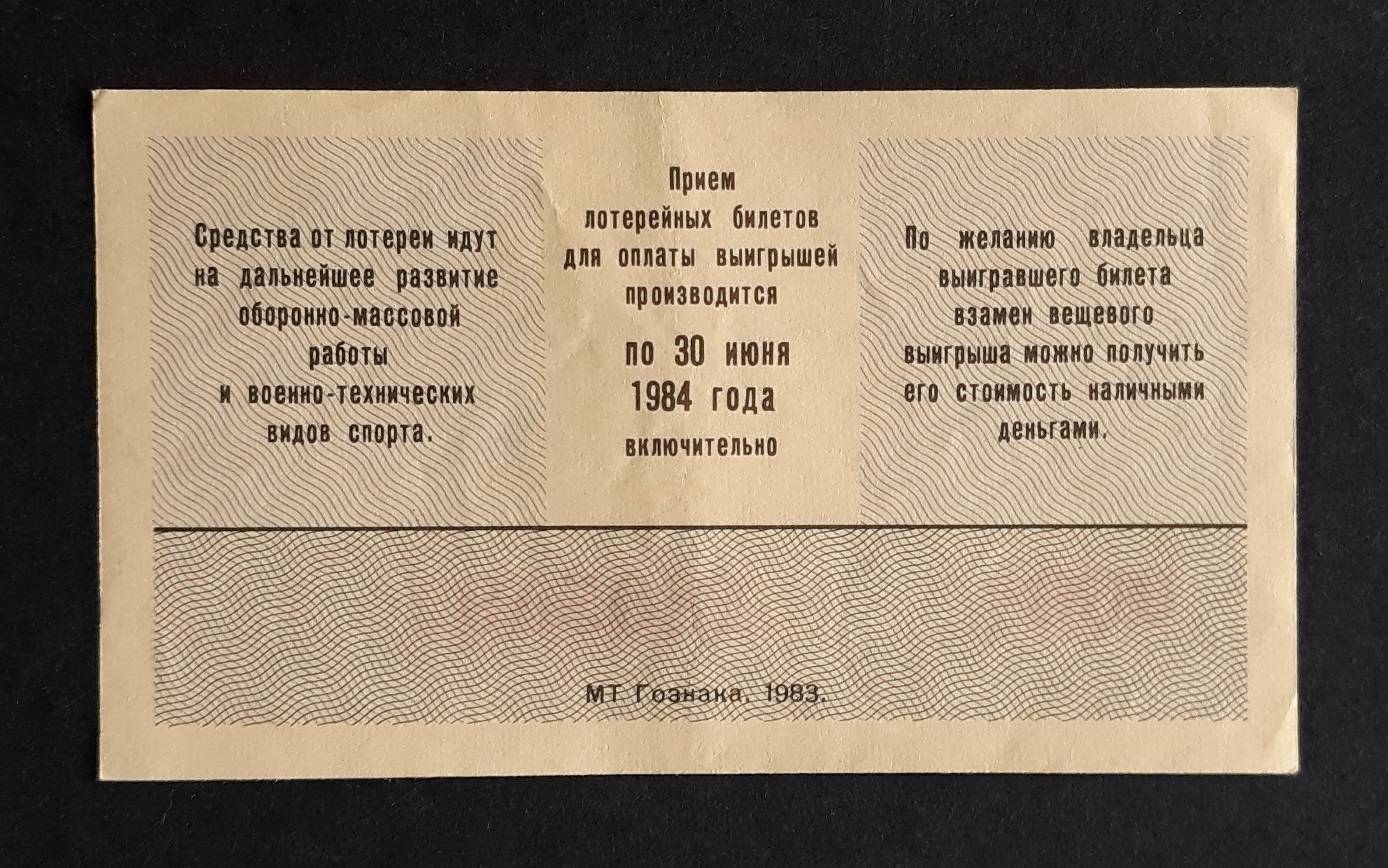 Средства от лотереи идут
на дальнейшее развитие
оборонно-массовой
работы
и военно-технических
видов спорта.
Прием
лотерейных билетов
для оплаты выигрышей
производится
по 30 июня
1984 года
включительно
По желанию владельца
выигравшего билета
взамен вещевого
выигрыша можно получить
его стоимость наличными
деньгами.
МТ Гознака. 1983.